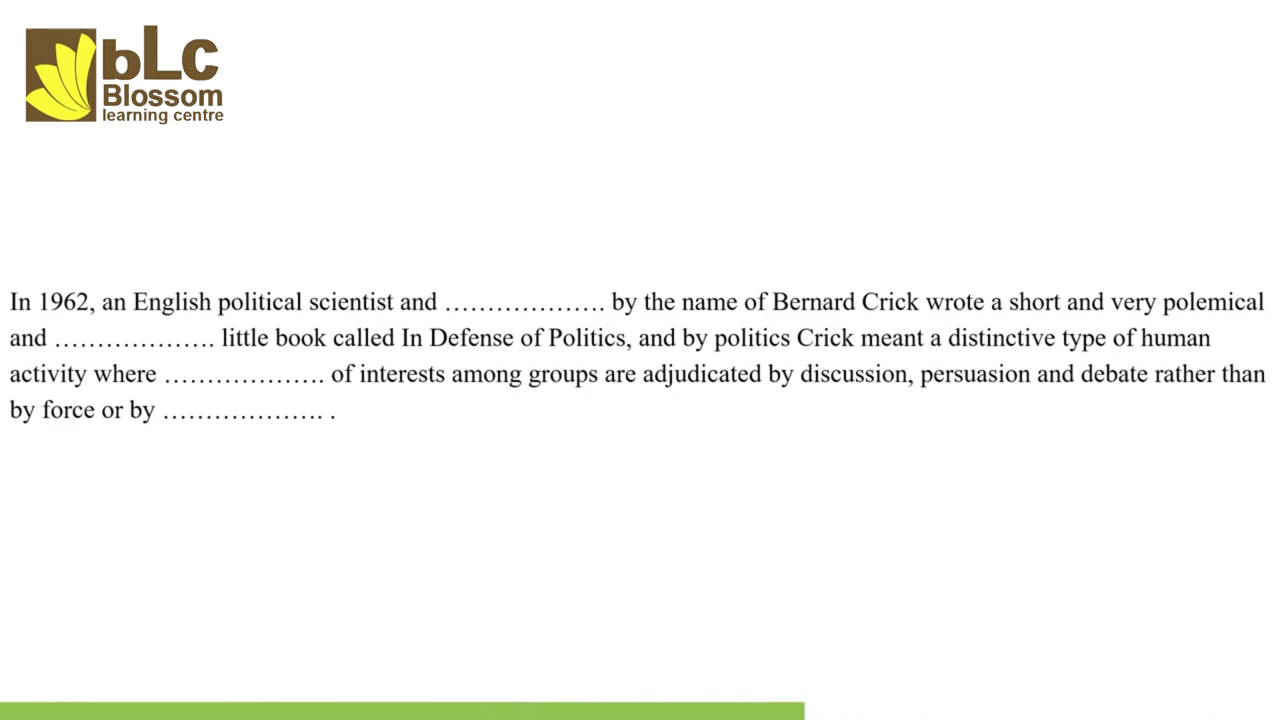 bLc
Blossom
learning centre
In 1962, an English political scientist and ………………. by the name of Bernard Crick wrote a short and very polemical
and ………………. little book called In Defense of Politics, and by politics Crick meant a distinctive type of human
activity where ………………. of interests among groups are adjudicated by discussion, persuasion and debate rather than
by force or by ………………. .